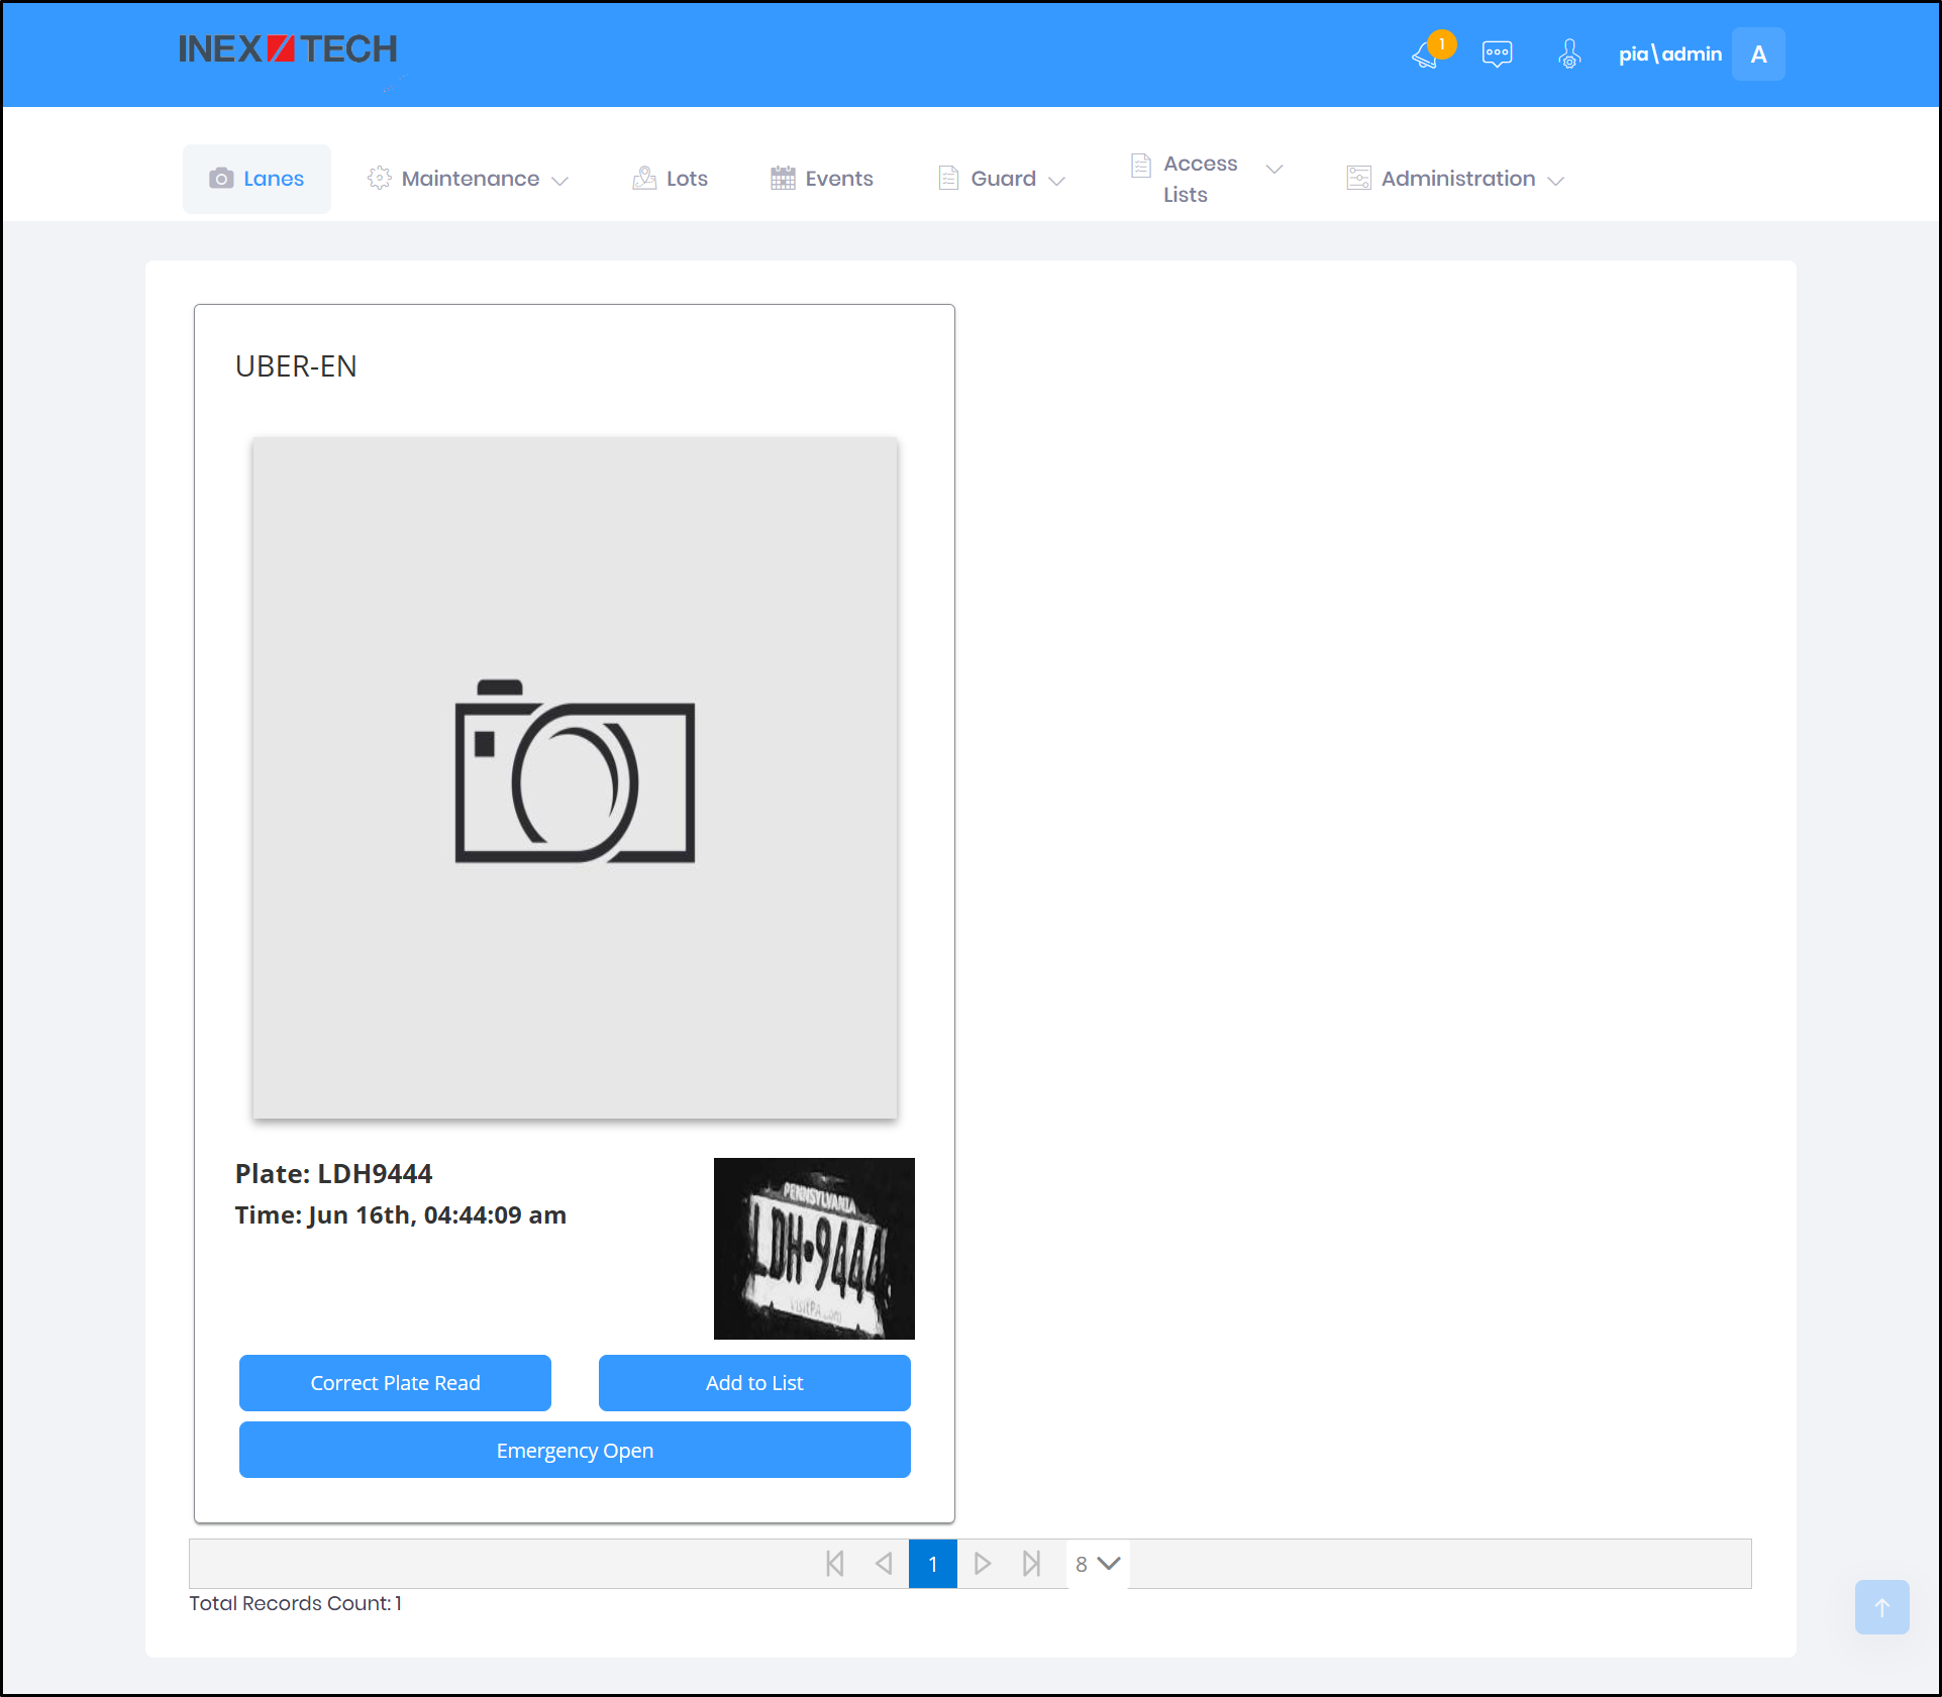 INEX TECH
1
pia\admin
A
Lanes
Maintenance
Lots
Events
Guard
Access
Lists
Administration
UBER-EN
Plate: LDH9444
Time: Jun 16th, 04:44:09 am
PENNSYLVANIA
LDH•9444
visitPA.com
Correct Plate Read
Add to List
Emergency Open
1
8
Total Records Count: 1